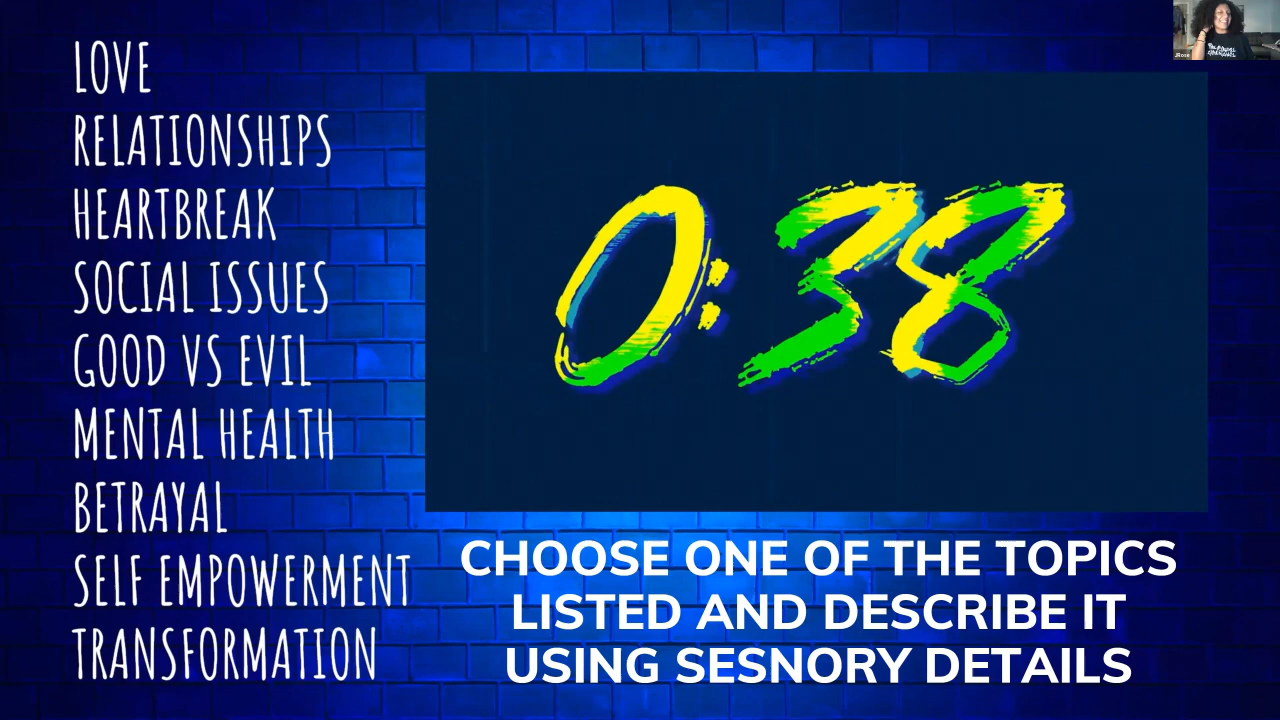 LOVE
RELATIONSHIPS
HEARTBREAK
SOCIAL ISSUES
GOOD VS EVIL
MENTAL HEALTH
BETRAYAL
SELF EMPOWERMENT
TRANSFORMATION
0:38
CHOOSE ONE OF THE TOPICS
LISTED AND DESCRIBE IT
USING SESNORY DETAILS
JRose